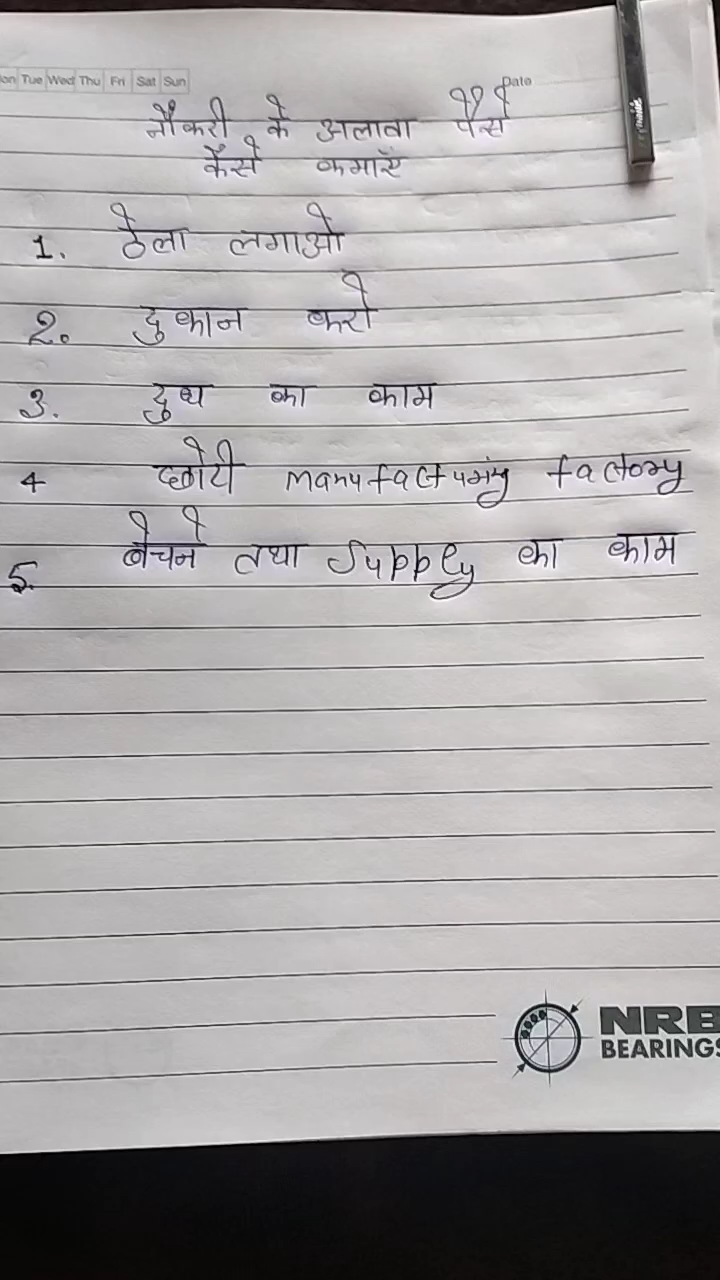 on Tue Wed Thu Fri Sat Sun
Date
नौकरी के अलावा पैसे
कैसे कमाएं
1. ठेला लगाओ
2. दुकान करो
3. दुध का काम
4 छोटी manufacturing factory
5. बेचने तथा Supply का काम
NRB
BEARINGS